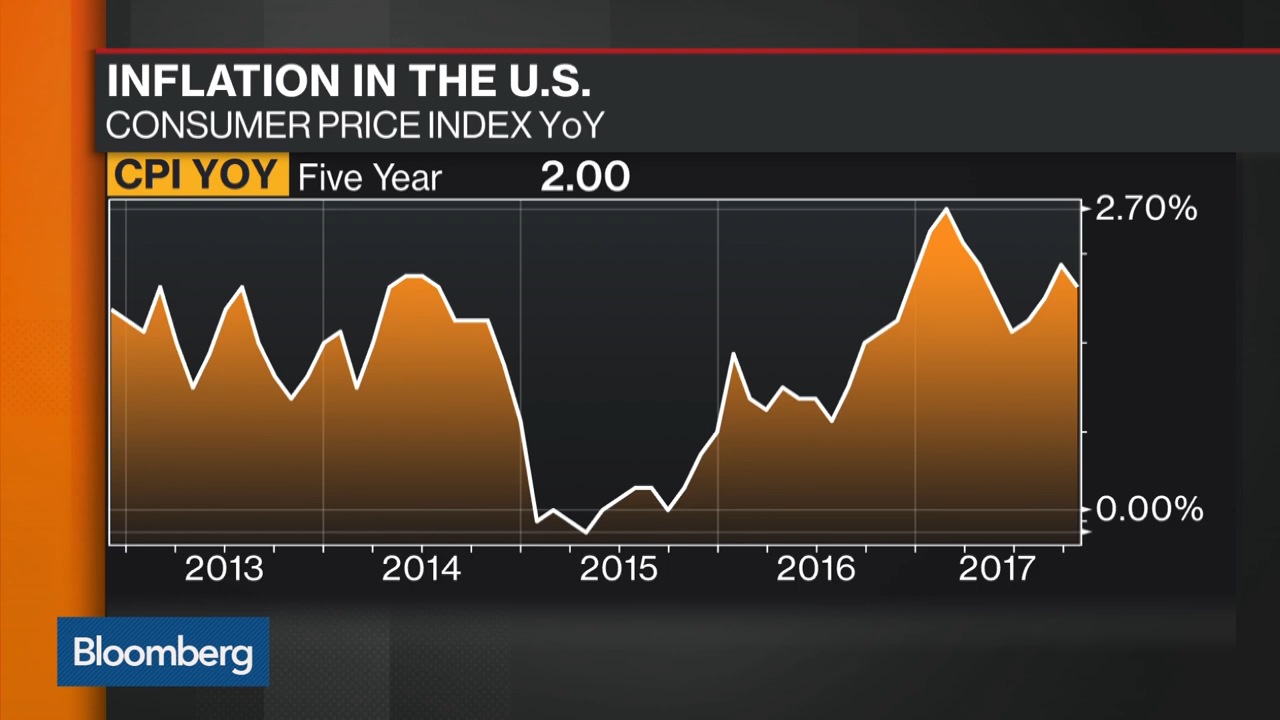 INFLATION IN THE U.S.
CONSUMER PRICE INDEX YoY
CPI YOY Five Year 2.00
2.70%
0.00%
2013 2014 2015 2016 2017
Bloomberg